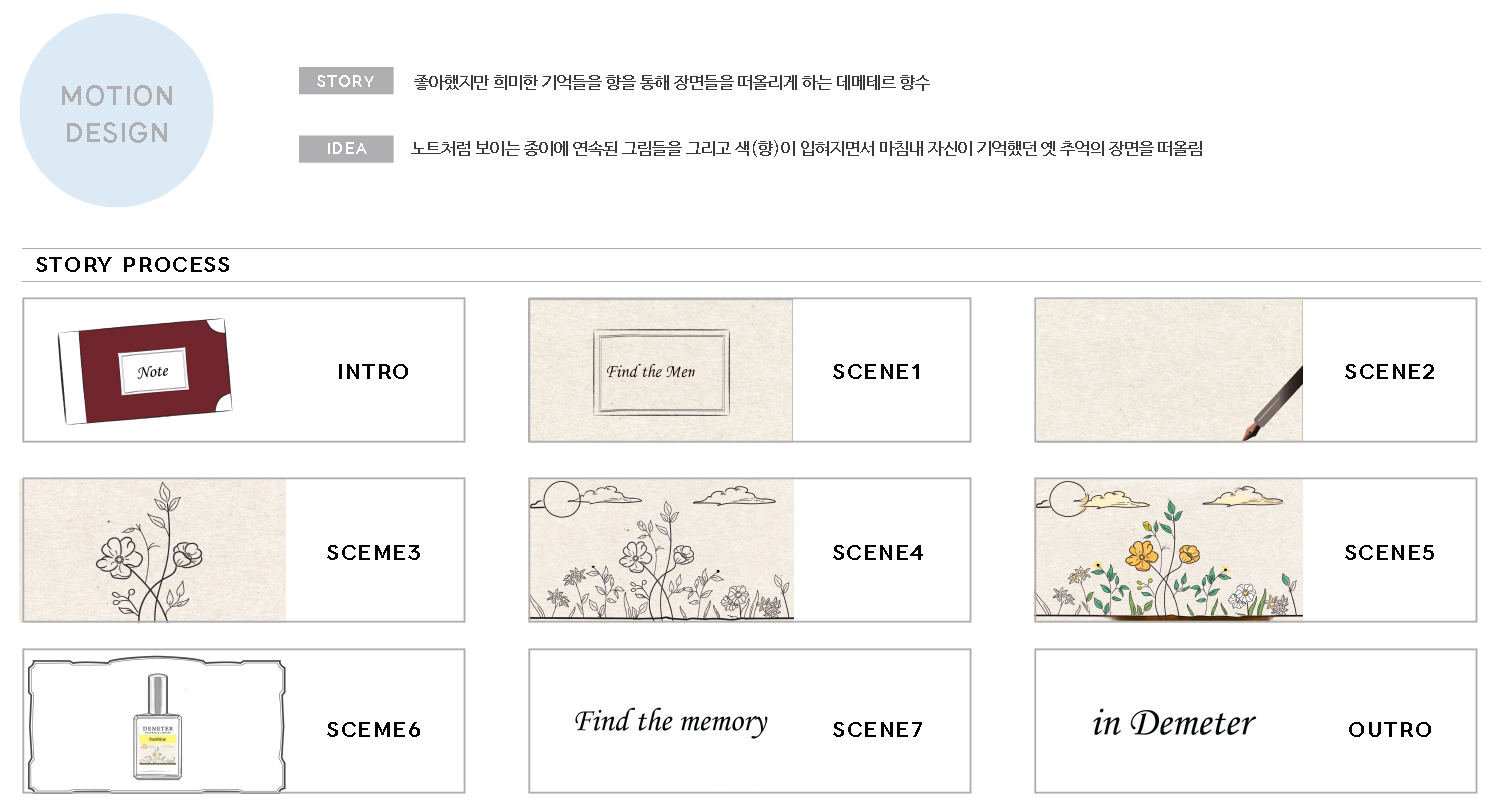 MOTION
DESIGN
STORY
좋아했지만 희미한 기억들을 향을 통해 장면들을 떠올리게 하는 데메테르 향수
IDEA
노트처럼 보이는 종이에 연속된 그림들을 그리고 색(향)이 입혀지면서 마침내 자신이 기억했던 옛 추억의 장면을 떠올림
STORY PROCESS
Note
INTRO
Find the Men
SCENE1
SCENE2
SCEME3
SCENE4
SCENE5
DEMETER
Sunshine
SCEME6
Find the memory
SCENE7
in Demeter
OUTRO